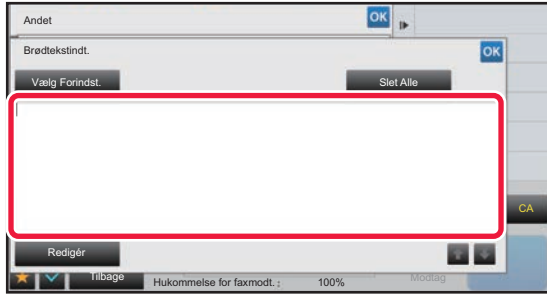 Andet
OK
Brødtekstindt.
OK
Vælg Forindst.
Slet Alle
CA
Redigér
Tilbage
Hukommelse for faxmodt. :
100%
Modtag